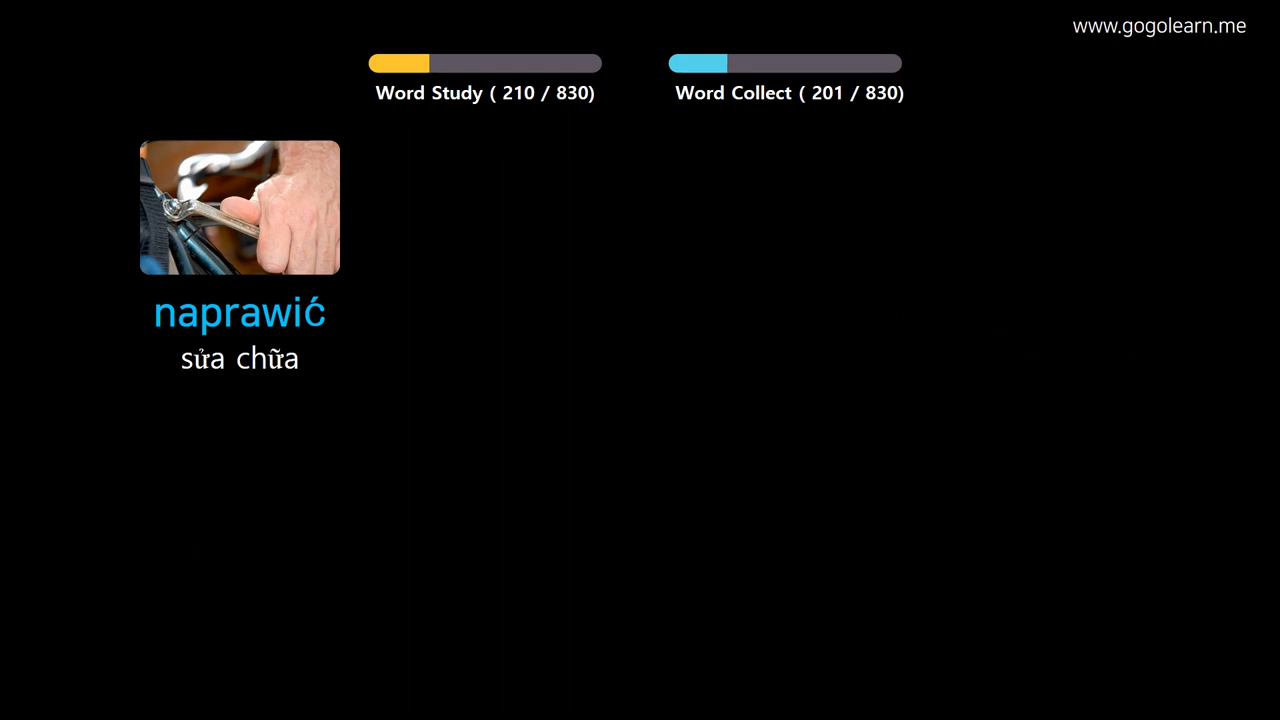 www.gogolearn.me
Word Study ( 210 / 830)
Word Collect ( 201 / 830)
naprawić
sửa chữa